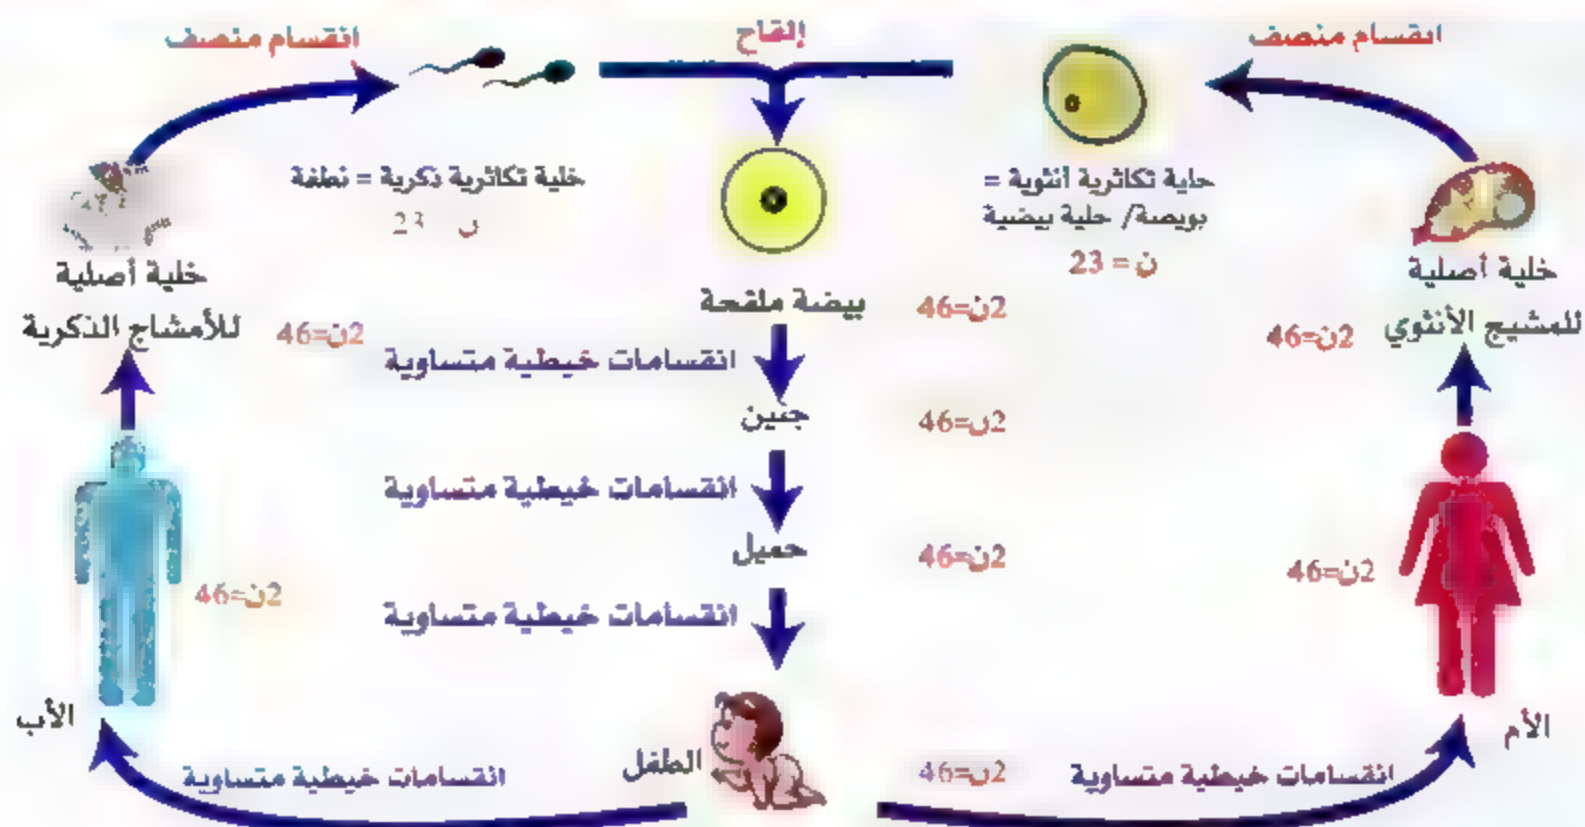 انقسام منصف
إلقاح
انقسام منصف
خلية تكاثرية أنثوية =
بويضة/ خلية بيضية
ن = 23
خلية تكاثرية ذكرية = نطفة
ن 23
خلية أصلية
للمشيج الأنثوي
2ن=46
خلية أصلية
للأمشاج الذكرية
2ن=46
بيضة ملقحة
2ن=46
انقسامات خيطية متساوية
جنين
2ن=46
انقسامات خيطية متساوية
حميل
2ن=46
انقسامات خيطية متساوية
2ن=46
2ن=46
الأم
الأب
الطفل
2ن=46
انقسامات خيطية متساوية
انقسامات خيطية متساوية